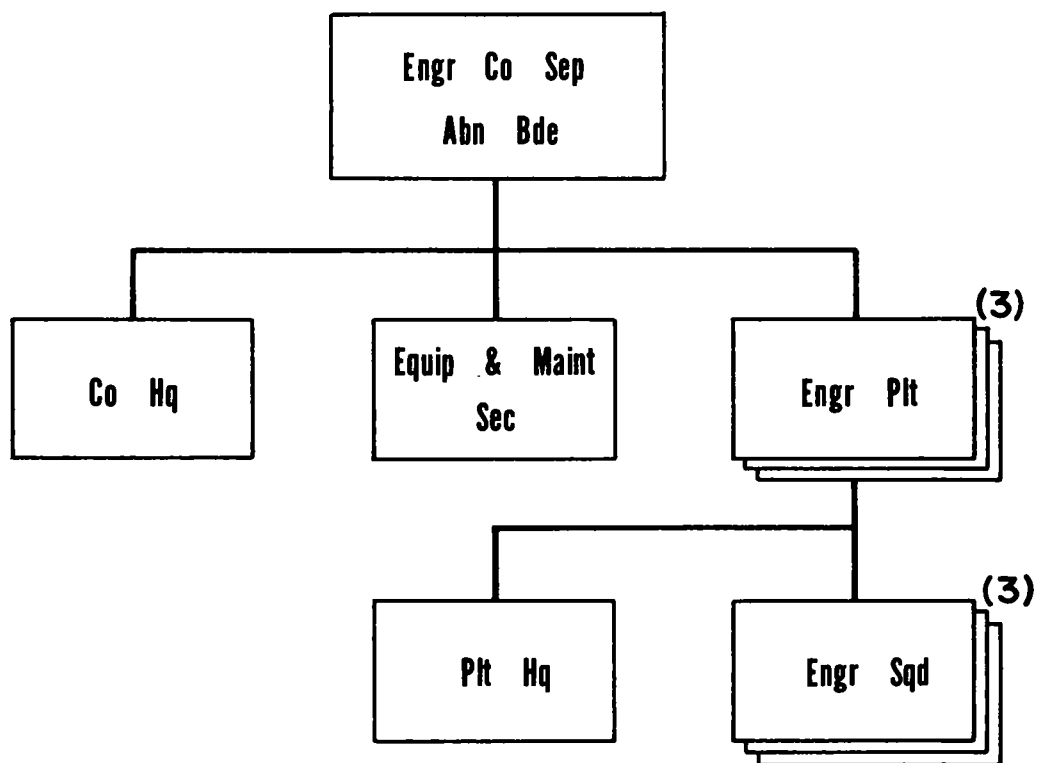 Engr Co Sep
Abn Bde
Co Hq
Equip & Maint
Sec
(3)
Engr Plt
Plt Hq
(3)
Engr Sqd